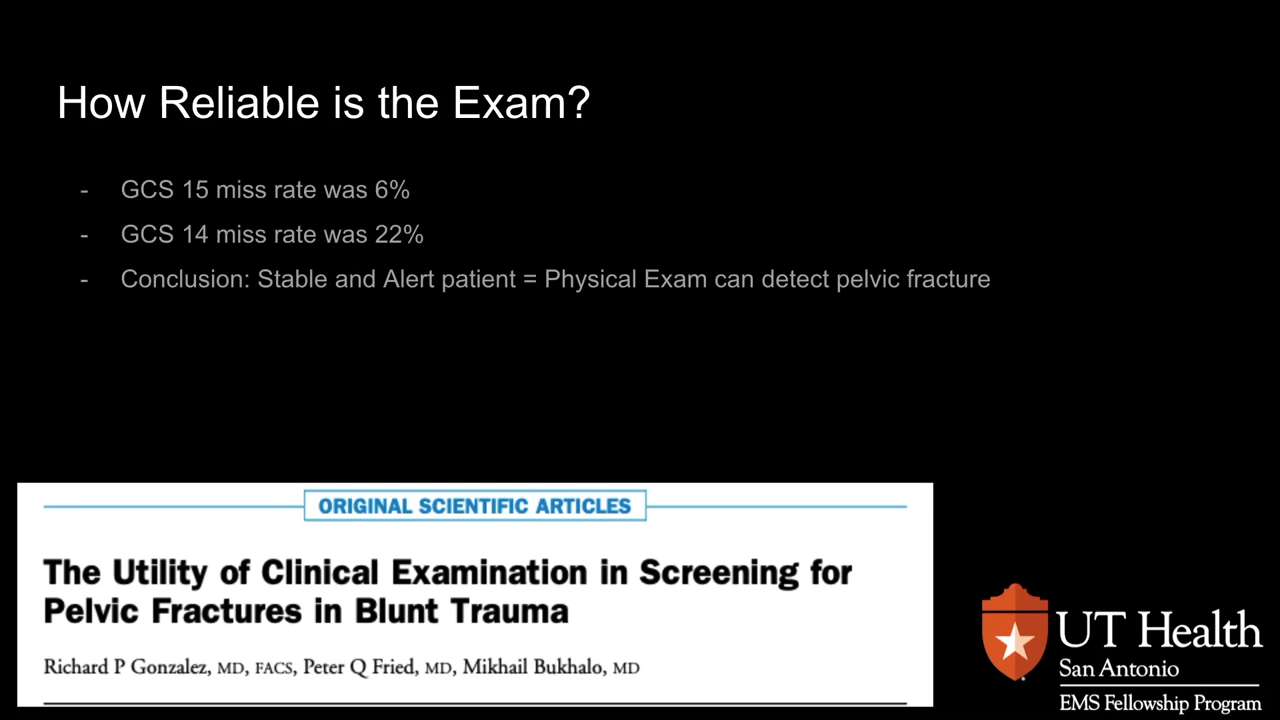 How Reliable is the Exam?
- GCS 15 miss rate was 6%
- GCS 14 miss rate was 22%
- Conclusion: Stable and Alert patient = Physical Exam can detect pelvic fracture
ORIGINAL SCIENTIFIC ARTICLES
The Utility of Clinical Examination in Screening for
Pelvic Fractures in Blunt Trauma
Richard P Gonzalez, MD, FACS, Peter Q Fried, MD, Mikhail Bukhalo, MD
UT Health
San Antonio
EMS Fellowship Program